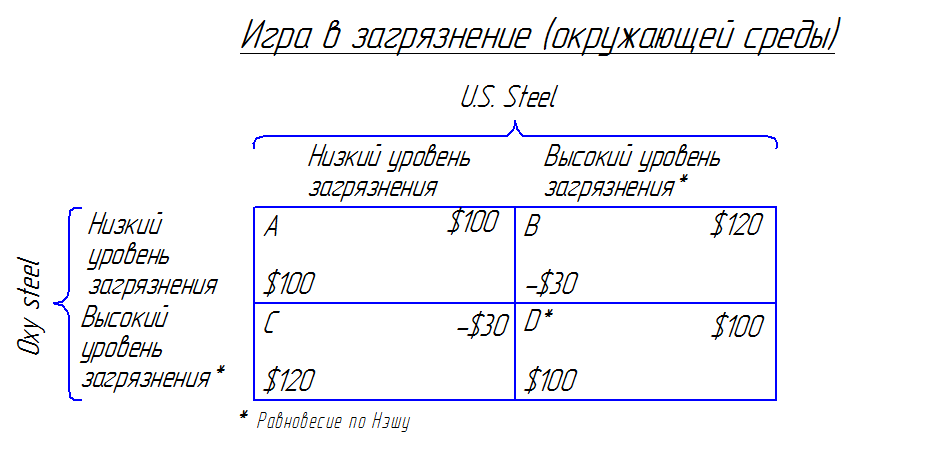 Игра в загрязнение (окружающей среды)
U.S. Steel
Низкий уровень
загрязнения
Высокий уровень
загрязнения*
Oxy steel
Низкий
уровень
загрязнения
A $100
$100
B $120
-$30
Высокий
уровень
загрязнения*
C -$30
$120
D* $100
$100
* Равновесие по Нэшу